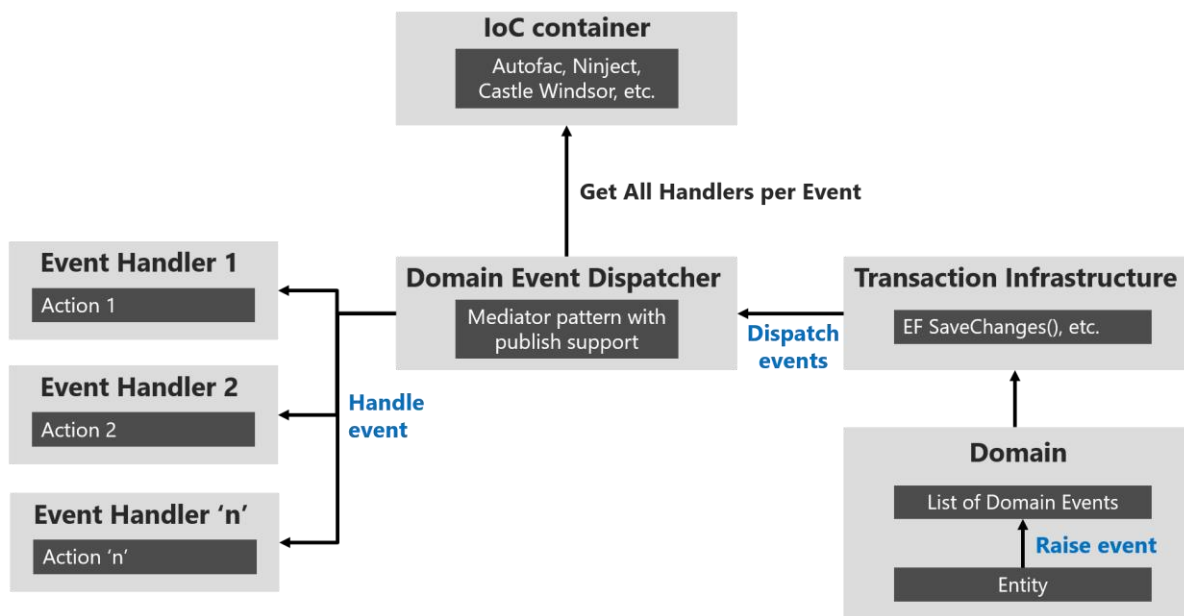 IoC container
Autofac, Ninject,
Castle Windsor, etc.
Get All Handlers per Event
Event Handler 1
Action 1
Domain Event Dispatcher
Mediator pattern with
publish support
Transaction Infrastructure
EF SaveChanges(), etc.
Dispatch
events
Event Handler 2
Action 2
Handle
event
Domain
List of Domain Events
Raise event
Entity
Event Handler ‘n’
Action ‘n’